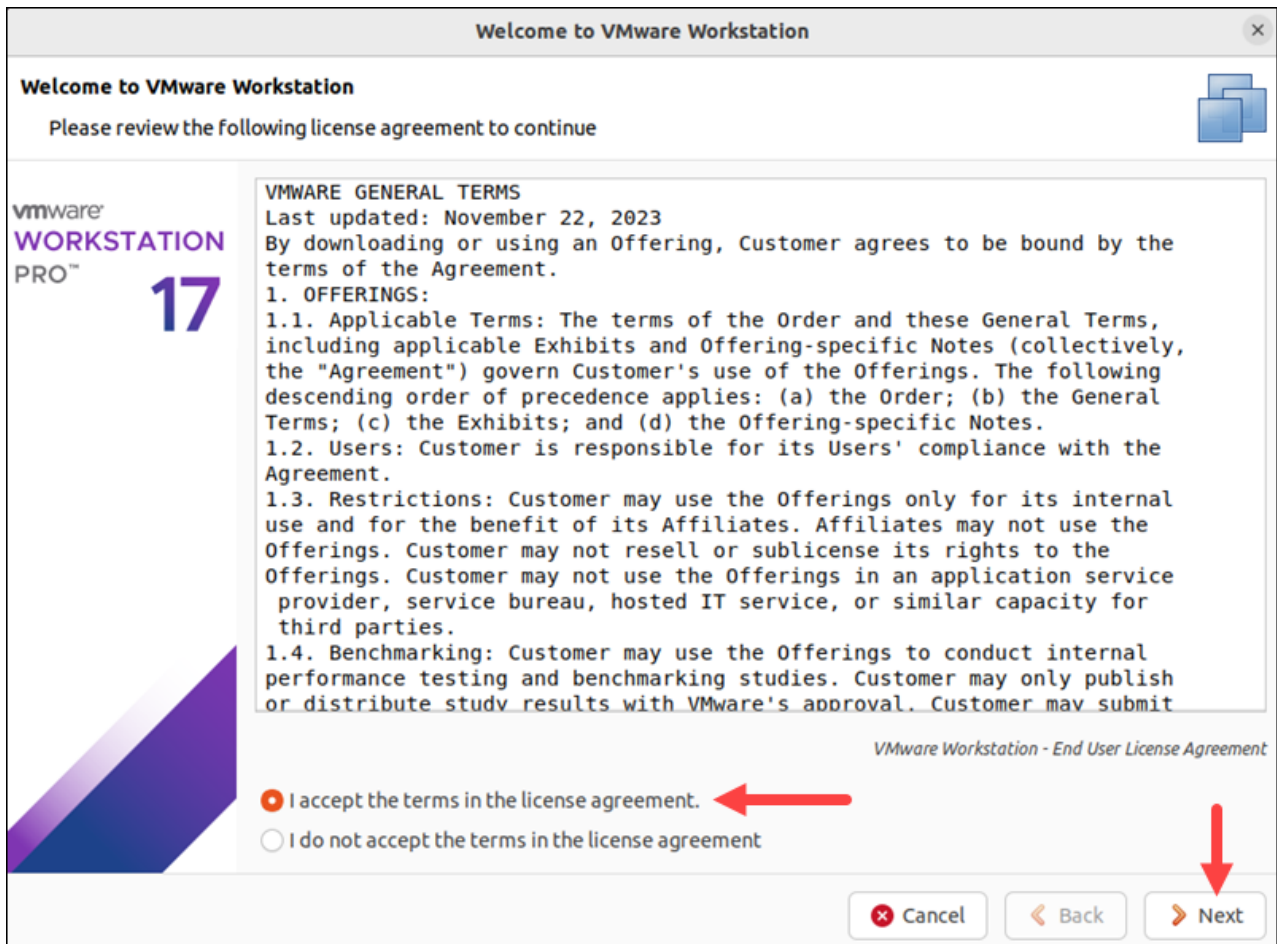 Welcome to VMware Workstation
Welcome to VMware Workstation
Please review the following license agreement to continue
vmware
WORKSTATION
PRO™
17
VMWARE GENERAL TERMS
Last updated: November 22, 2023
By downloading or using an Offering, Customer agrees to be bound by the
terms of the Agreement.
1. OFFERINGS:
1.1. Applicable Terms: The terms of the Order and these General Terms,
including applicable Exhibits and Offering-specific Notes (collectively,
the "Agreement") govern Customer's use of the Offerings. The following
descending order of precedence applies: (a) the Order; (b) the General
Terms; (c) the Exhibits; and (d) the Offering-specific Notes.
1.2. Users: Customer is responsible for its Users' compliance with the
Agreement.
1.3. Restrictions: Customer may use the Offerings only for its internal
use and for the benefit of its Affiliates. Affiliates may not use the
Offerings. Customer may not resell or sublicense its rights to the
Offerings. Customer may not use the Offerings in an application service
provider, service bureau, hosted IT service, or similar capacity for
third parties.
1.4. Benchmarking: Customer may use the Offerings to conduct internal
performance testing and benchmarking studies. Customer may only publish
or distribute study results with VMware's approval. Customer may submit
VMware Workstation - End User License Agreement
I accept the terms in the license agreement.
I do not accept the terms in the license agreement
Cancel
Back
Next